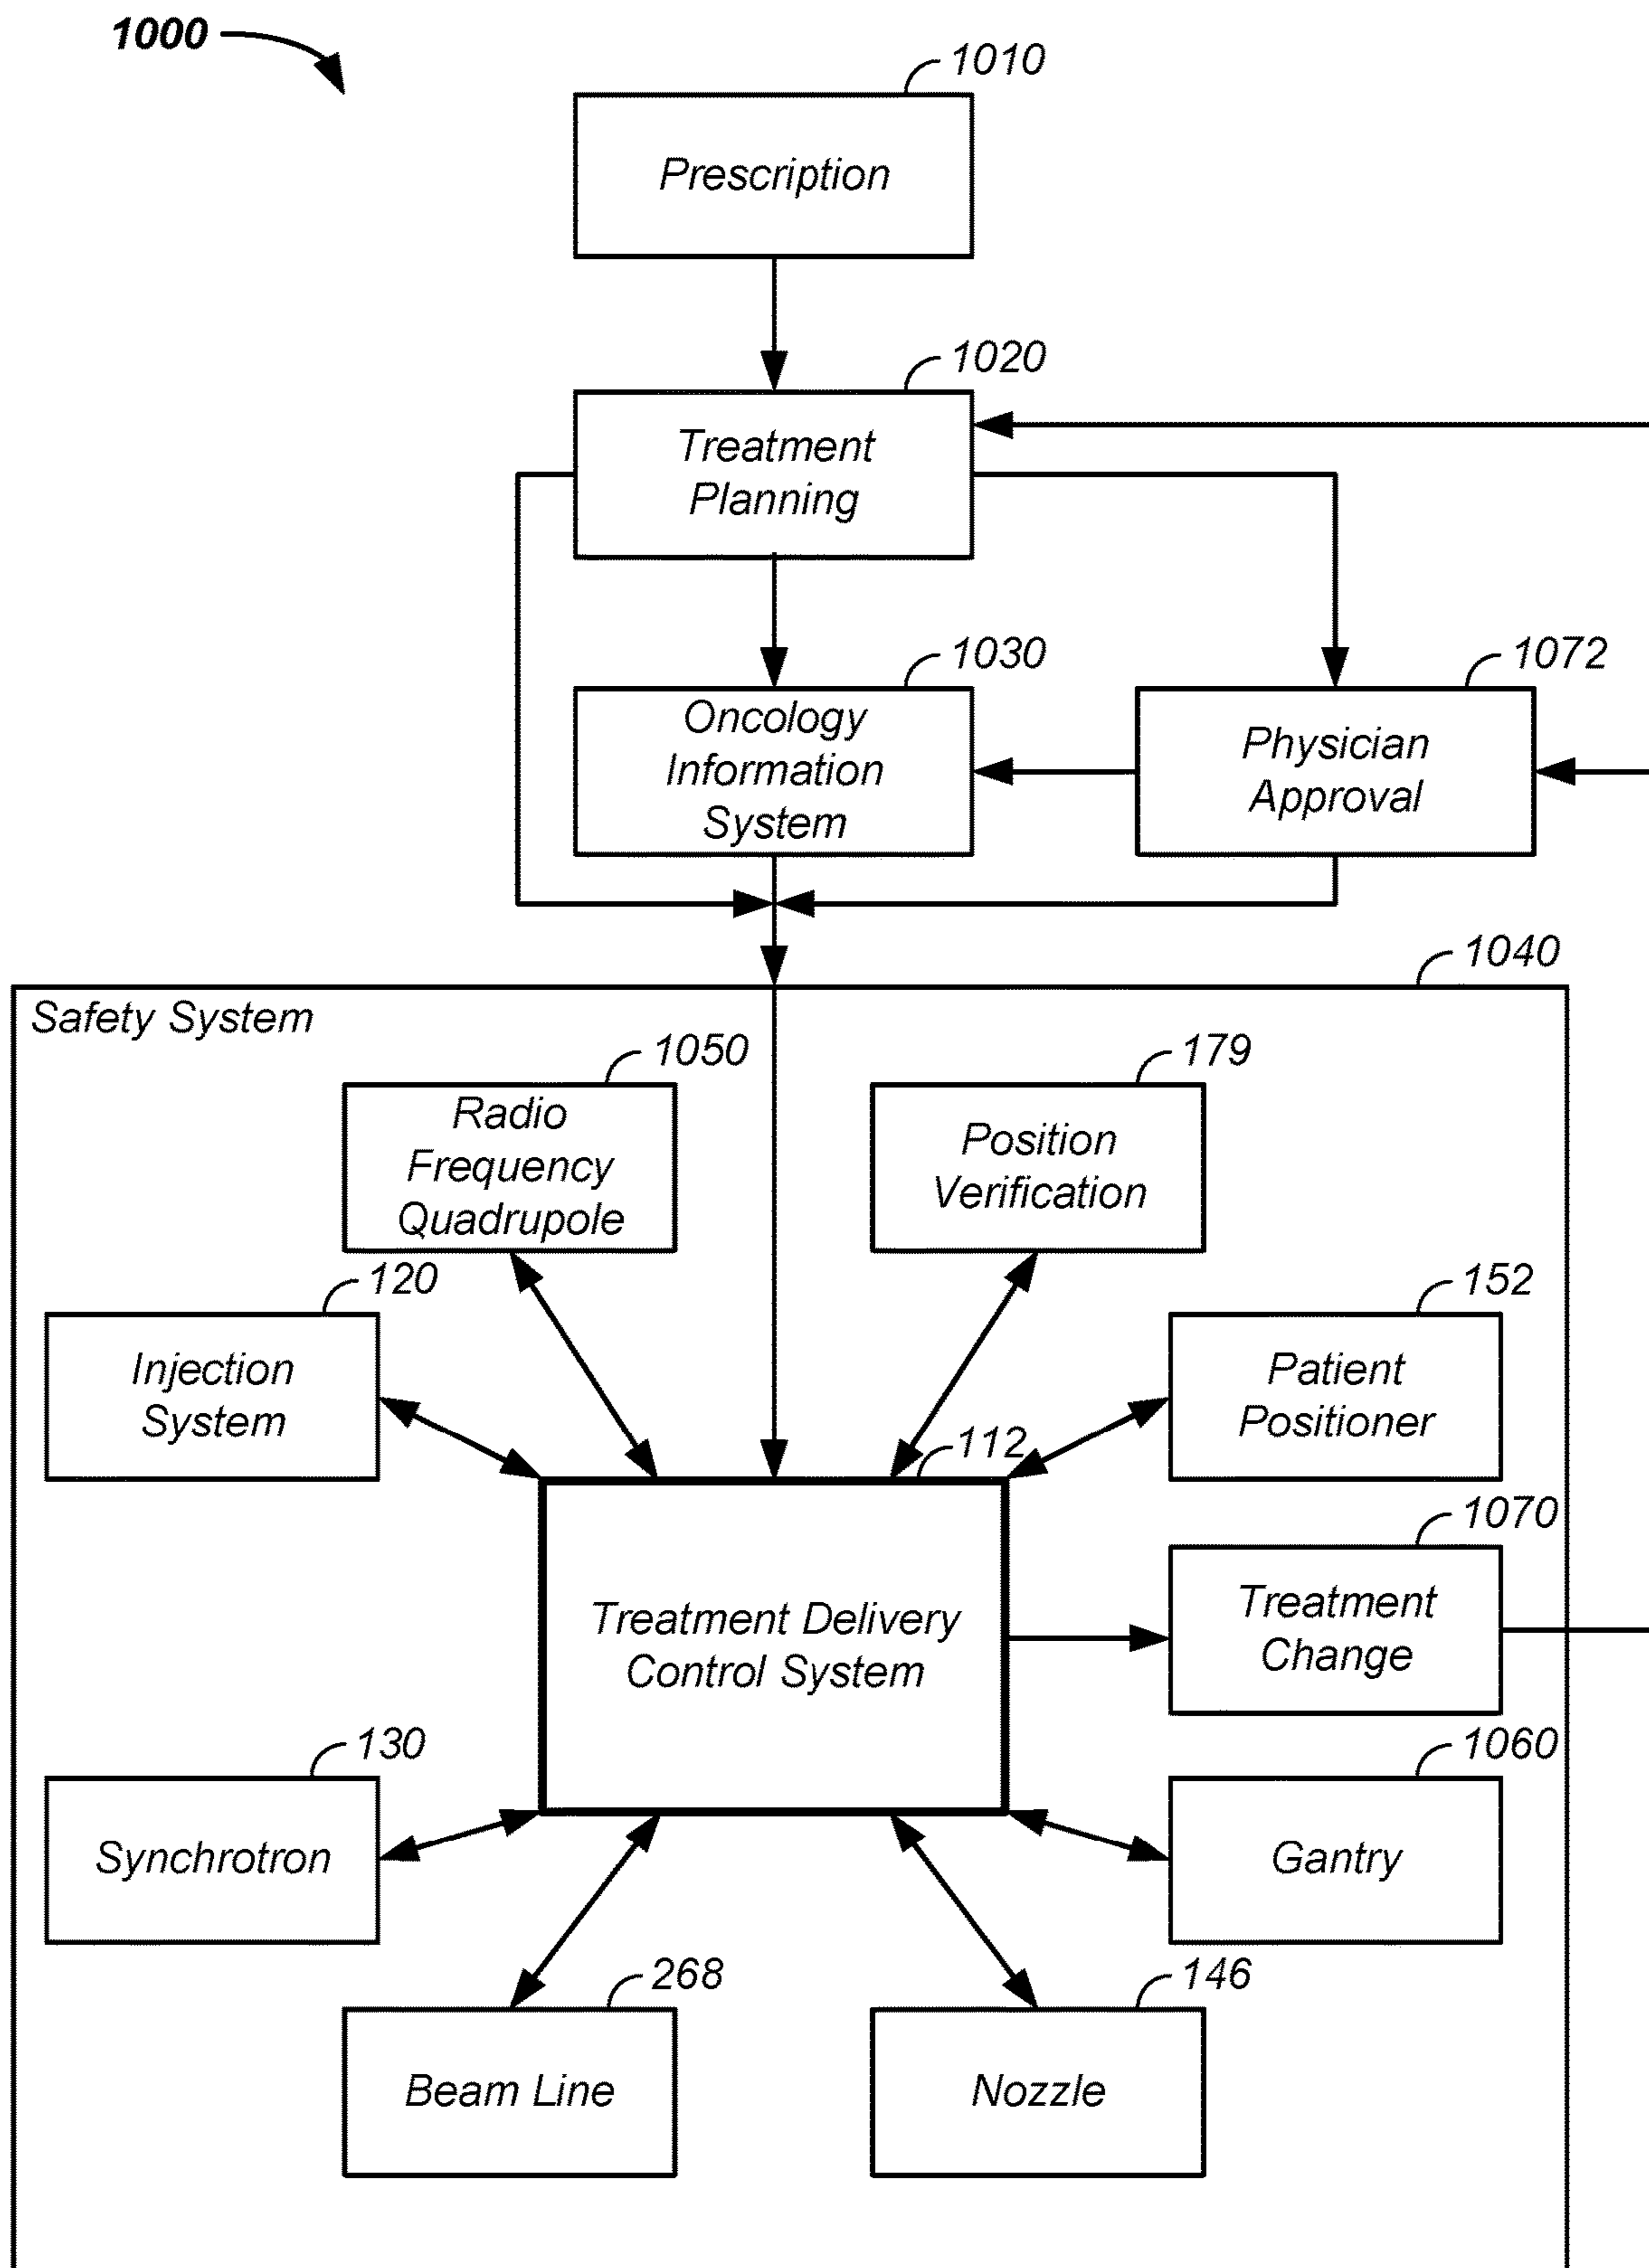 1000
1010
Prescription
1020
Treatment
Planning
1030
Oncology
Information
System
1072
Physician
Approval
1040
Safety System
1050
Radio
Frequency
Quadrupole
179
Position
Verification
120
Injection
System
152
Patient
Positioner
112
Treatment Delivery
Control System
1070
Treatment
Change
130
Synchrotron
1060
Gantry
268
Beam Line
146
Nozzle